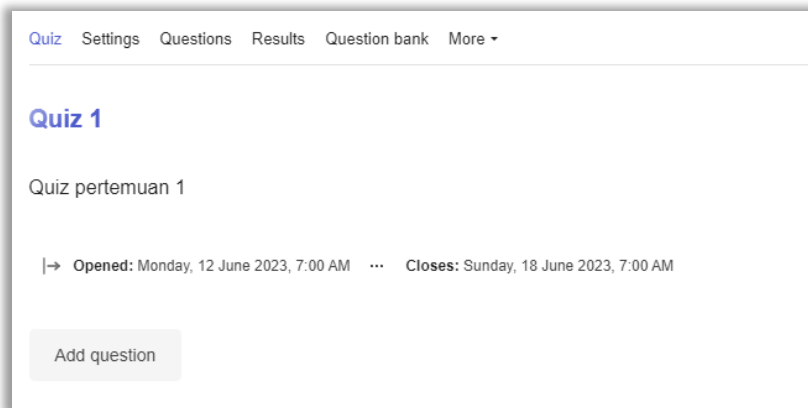 Quiz Settings Questions Results Question bank More
Quiz 1
Quiz pertemuan 1
Opened: Monday, 12 June 2023, 7:00 AM ... Closes: Sunday, 18 June 2023, 7:00 AM
Add question